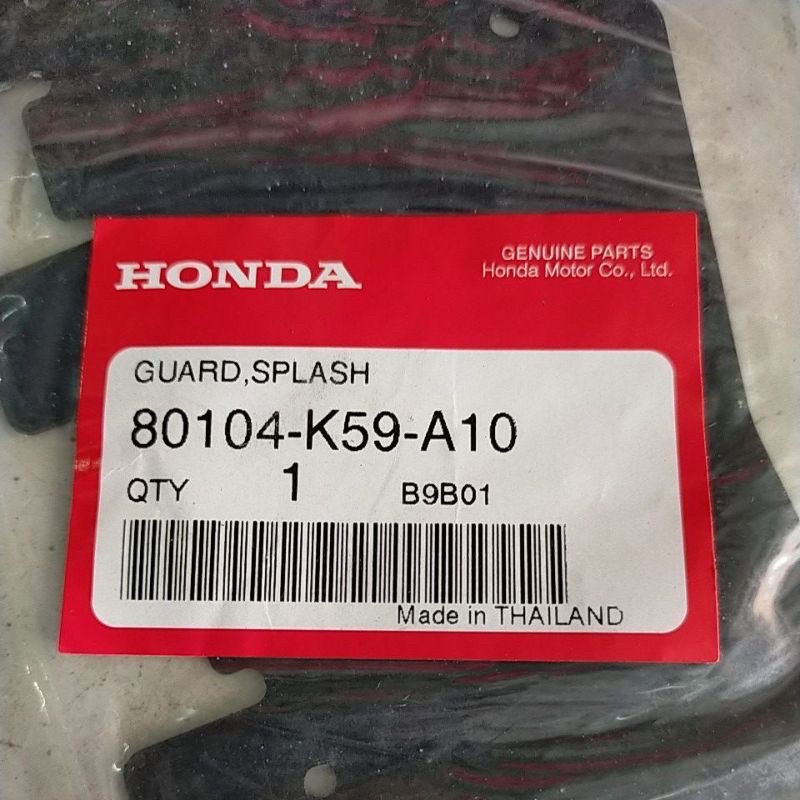 HONDA
GENUINE PARTS
Honda Motor Co., Ltd.
GUARD,SPLASH
80104-K59-A10
QTY 1 B9B01
Made in THAILAND